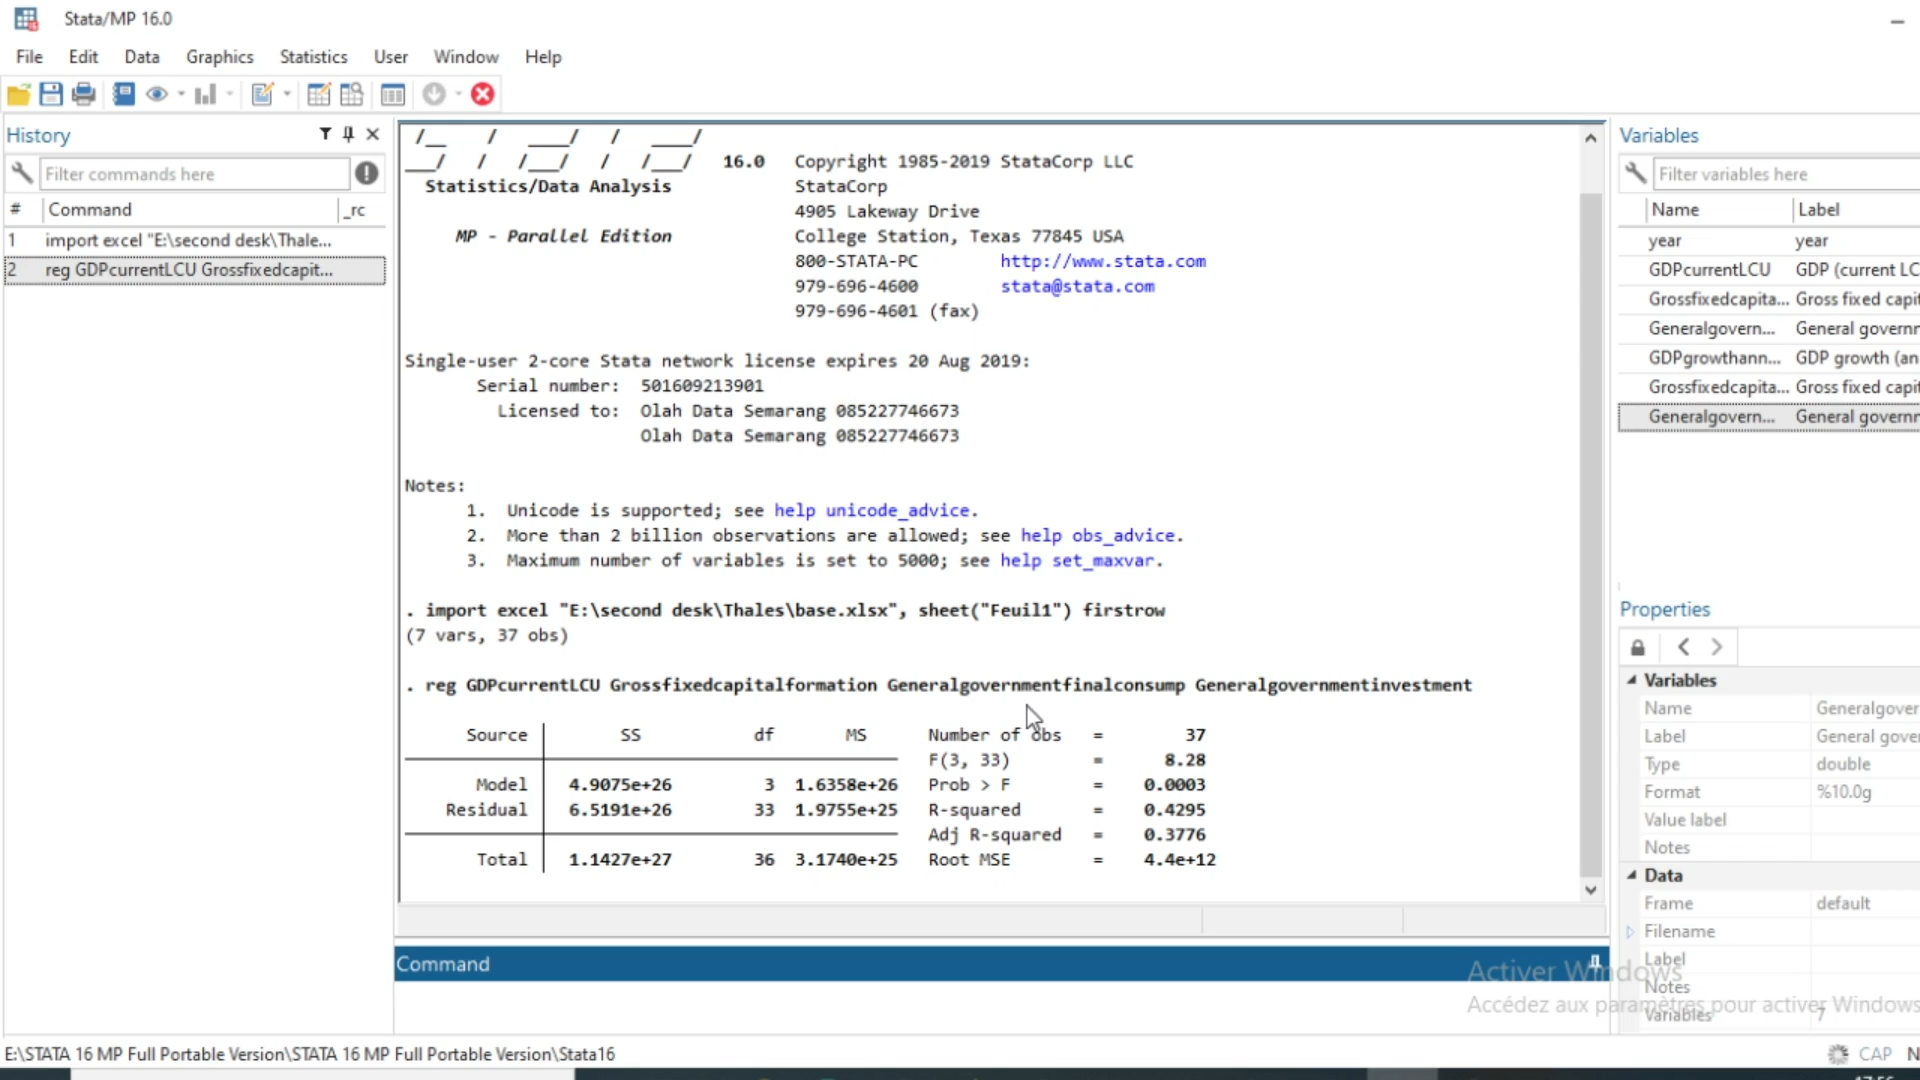 Stata/MP 16.0
File Edit Data Graphics Statistics User Window Help
History
Filter commands here
# Command _rc
1 import excel "E:\second desk\Thale...
2 reg GDPcurrentLCU Grossfixedcapit...
16.0 Copyright 1985-2019 StataCorp LLC
Statistics/Data Analysis StataCorp
4905 Lakeway Drive
MP - Parallel Edition College Station, Texas 77845 USA
800-STATA-PC http://www.stata.com
979-696-4600 stata@stata.com
979-696-4601 (fax)
Single-user 2-core Stata network license expires 20 Aug 2019:
Serial number: 501609213901
Licensed to: Olah Data Semarang 085227746673
Olah Data Semarang 085227746673
Notes:
1. Unicode is supported; see help unicode_advice.
2. More than 2 billion observations are allowed; see help obs_advice.
3. Maximum number of variables is set to 5000; see help set_maxvar.
. import excel "E:\second desk\Thales\base.xlsx", sheet("Feuil1") firstrow
(7 vars, 37 obs)
. reg GDPcurrentLCU Grossfixedcapitalformation Generalgovernmentfinalconsump Generalgovernmentinvestment
Source SS df MS Number of obs = 37
F(3, 33) = 8.28
Model 4.9075e+26 3 1.6358e+26 Prob > F = 0.0003
Residual 6.5191e+26 33 1.9755e+25 R-squared = 0.4295
Adj R-squared = 0.3776
Total 1.1427e+27 36 3.1740e+25 Root MSE = 4.4e+12
Command
Variables
Filter variables here
Name Label
year year
GDPcurrentLCU GDP (current LC
Grossfixedcapita... Gross fixed capit
Generalgovern... General governr
GDPgrowthann... GDP growth (an
Grossfixedcapita... Gross fixed capit
Generalgovern... General governr
Properties
Variables
Name Generalgover
Label General gover
Type double
Format %10.0g
Value label
Notes
Data
Frame default
Filename
Label
Notes
Variables 7
Activer Windows
Accédez aux paramètres pour activer Windows
E:\STATA 16 MP Full Portable Version\STATA 16 MP Full Portable Version\Stata16
CAP N